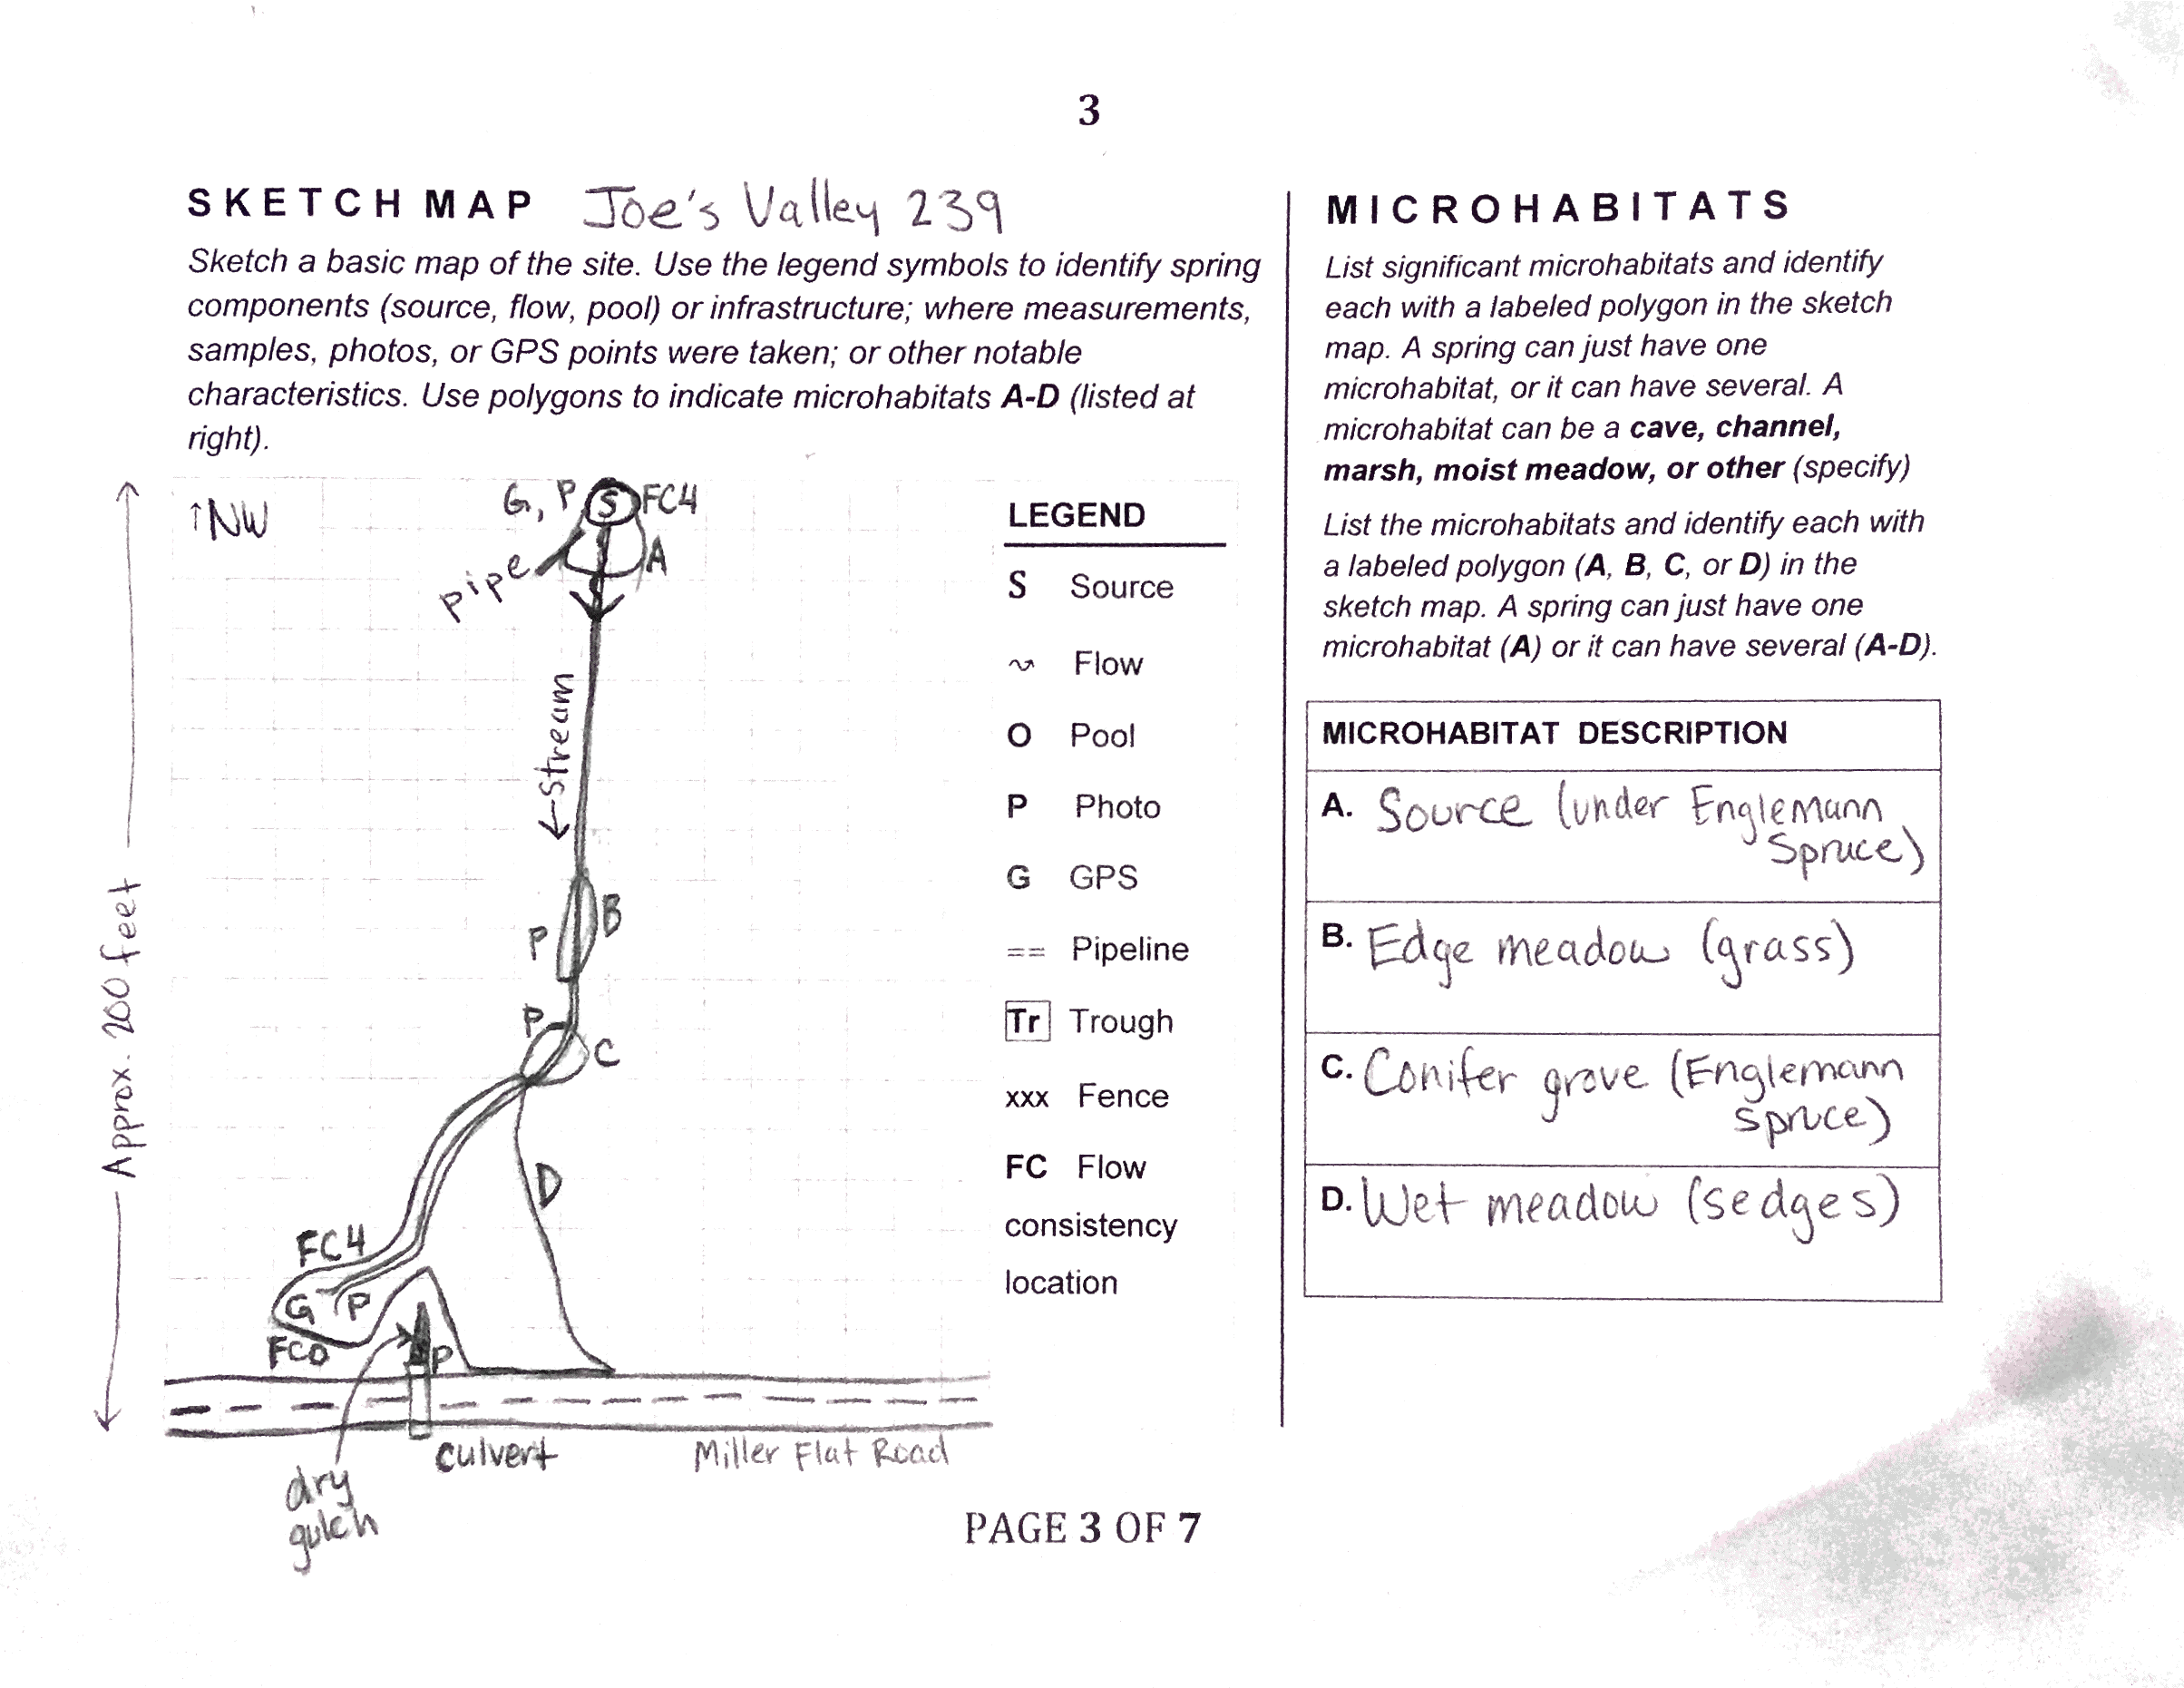 3
SKETCH MAP Joe's Valley 239
Sketch a basic map of the site. Use the legend symbols to identify spring
components (source, flow, pool) or infrastructure; where measurements,
samples, photos, or GPS points were taken; or other notable
characteristics. Use polygons to indicate microhabitats A-D (listed at
right).
↑NW
G, P S FC4
A
pipe
←Stream
B
P
P
C
D
FC4
G P
FC0
P
Approx. 200 feet
culvert
Miller Flat Road
dry
gulch
LEGEND
S Source
Flow
O Pool
P Photo
G GPS
== Pipeline
Tr Trough
xxx Fence
FC Flow
consistency
location
MICROHABITATS
List significant microhabitats and identify
each with a labeled polygon in the sketch
map. A spring can just have one
microhabitat, or it can have several. A
microhabitat can be a cave, channel,
marsh, moist meadow, or other (specify)
List the microhabitats and identify each with
a labeled polygon (A, B, C, or D) in the
sketch map. A spring can just have one
microhabitat (A) or it can have several (A-D).
MICROHABITAT DESCRIPTION
A. Source (under Englemann
Spruce)
B. Edge meadow (grass)
C. Conifer grove (Englemann
spruce)
D. Wet meadow (sedges)
PAGE 3 OF 7